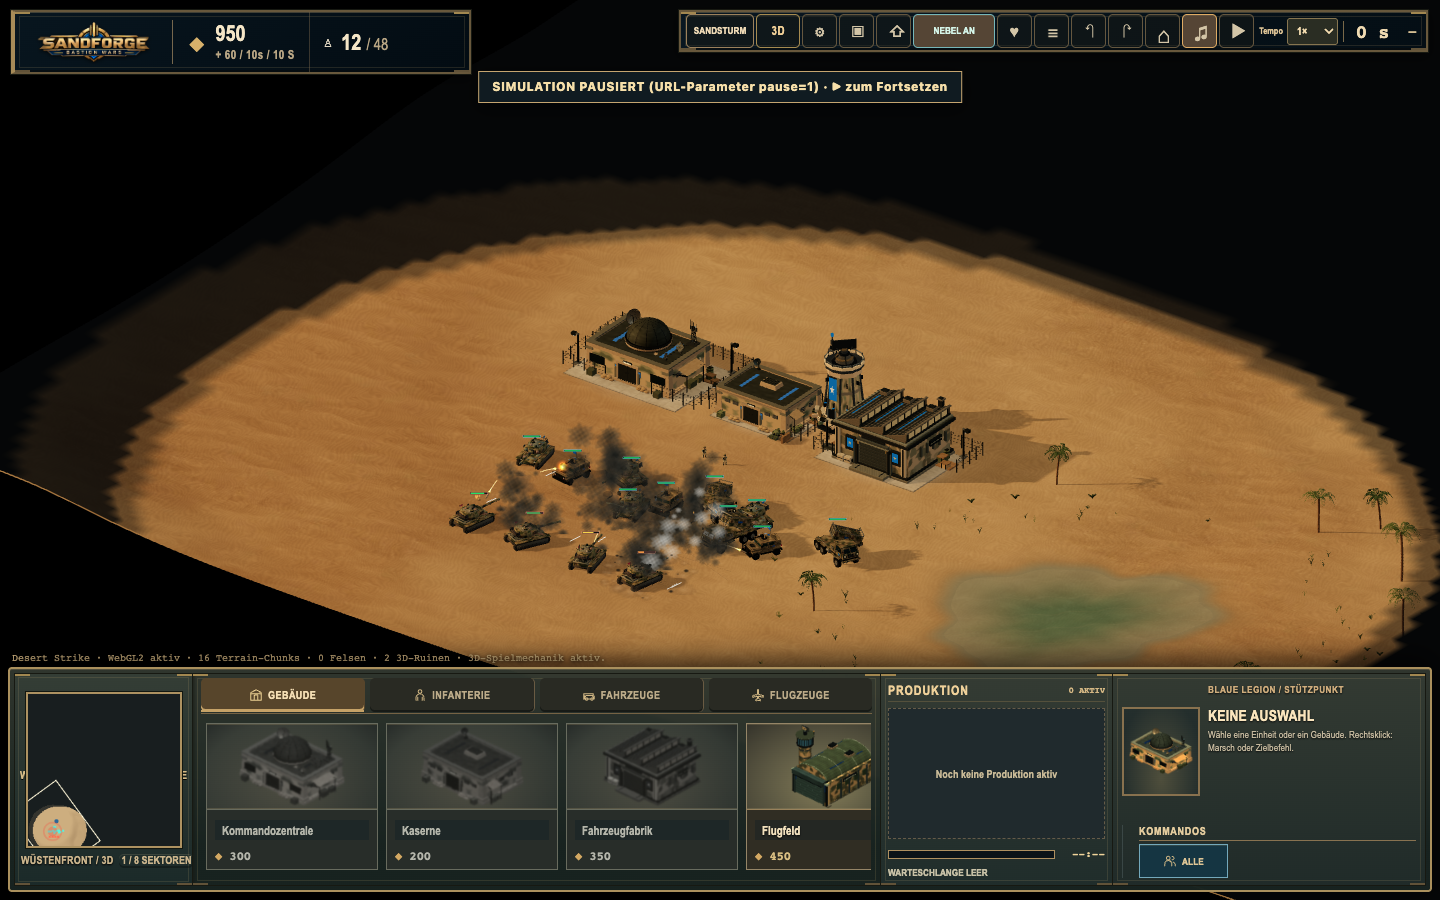 SANDFORGE
BASTION WARS
950
+ 60 / 10s / 10 S
12 / 48
SANDSTURM
3D
NEBEL AN
Tempo
1×
0 s
–
SIMULATION PAUSIERT (URL-Parameter pause=1) · ▶ zum Fortsetzen
Desert Strike · WebGL2 aktiv · 16 Terrain-Chunks · 0 Felsen · 2 3D-Ruinen · 3D-Spielmechanik aktiv.
WÜSTENFRONT / 3D 1 / 8 SEKTOREN
GEBÄUDE
INFANTERIE
FAHRZEUGE
FLUGZEUGE
Kommandozentrale
300
Kaserne
200
Fahrzeugfabrik
350
Flugfeld
450
PRODUKTION
0 AKTIV
Noch keine Produktion aktiv
--:--
WARTESCHLANGE LEER
BLAUE LEGION / STÜTZPUNKT
KEINE AUSWAHL
Wähle eine Einheit oder ein Gebäude. Rechtsklick:
Marsch oder Zielbefehl.
KOMMANDOS
ALLE